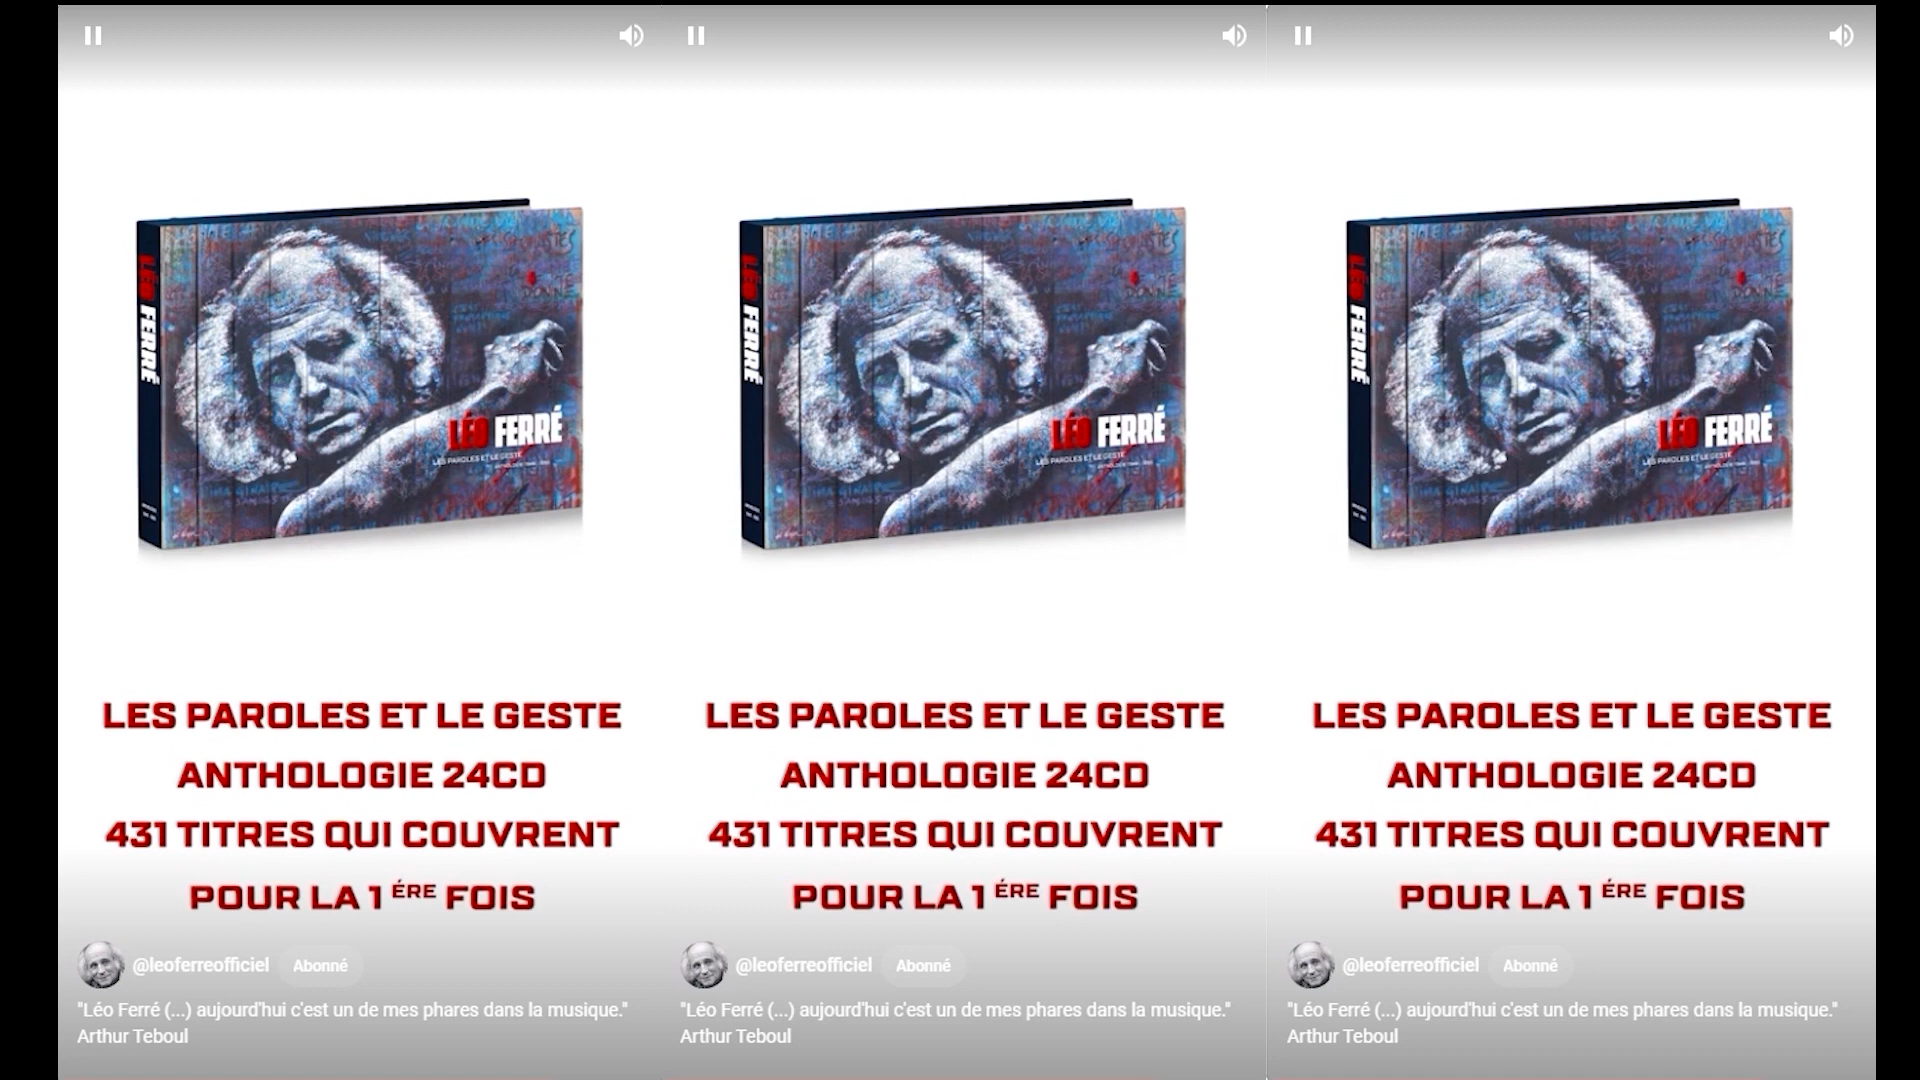 LÉO FERRÉ
LÉO FERRÉ
LES PAROLES ET LE GESTE
LES PAROLES ET LE GESTE
ANTHOLOGIE 24CD
431 TITRES QUI COUVRENT
POUR LA 1 ÉRE FOIS
@leoferreofficiel Abonné
"Léo Ferré (...) aujourd'hui c'est un de mes phares dans la musique."
Arthur Teboul
LÉO FERRÉ
LÉO FERRÉ
LES PAROLES ET LE GESTE
LES PAROLES ET LE GESTE
ANTHOLOGIE 24CD
431 TITRES QUI COUVRENT
POUR LA 1 ÉRE FOIS
@leoferreofficiel Abonné
"Léo Ferré (...) aujourd'hui c'est un de mes phares dans la musique."
Arthur Teboul
LÉO FERRÉ
LÉO FERRÉ
LES PAROLES ET LE GESTE
LES PAROLES ET LE GESTE
ANTHOLOGIE 24CD
431 TITRES QUI COUVRENT
POUR LA 1 ÉRE FOIS
@leoferreofficiel Abonné
"Léo Ferré (...) aujourd'hui c'est un de mes phares dans la musique."
Arthur Teboul